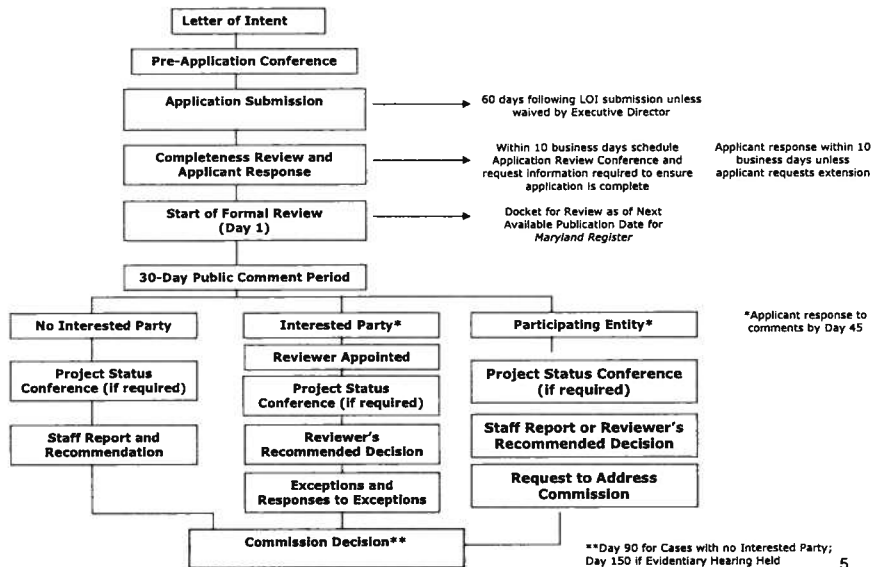 Letter of Intent
Pre-Application Conference
Application Submission
60 days following LOI submission unless
waived by Executive Director
Completeness Review and
Applicant Response
Within 10 business days schedule
Application Review Conference and
request information required to ensure
application is complete
Applicant response within 10
business days unless
applicant requests extension
Start of Formal Review
(Day 1)
Docket for Review as of Next
Available Publication Date for
Maryland Register
30-Day Public Comment Period
No Interested Party
Interested Party*
Participating Entity*
*Applicant response to
comments by Day 45
Reviewer Appointed
Project Status
Conference (if required)
Project Status
Conference (if required)
Project Status Conference
(if required)
Staff Report and
Recommendation
Reviewer's
Recommended Decision
Staff Report or Reviewer's
Recommended Decision
Exceptions and
Responses to Exceptions
Request to Address
Commission
Commission Decision**
**Day 90 for Cases with no Interested Party;
Day 150 if Evidentiary Hearing Held
5